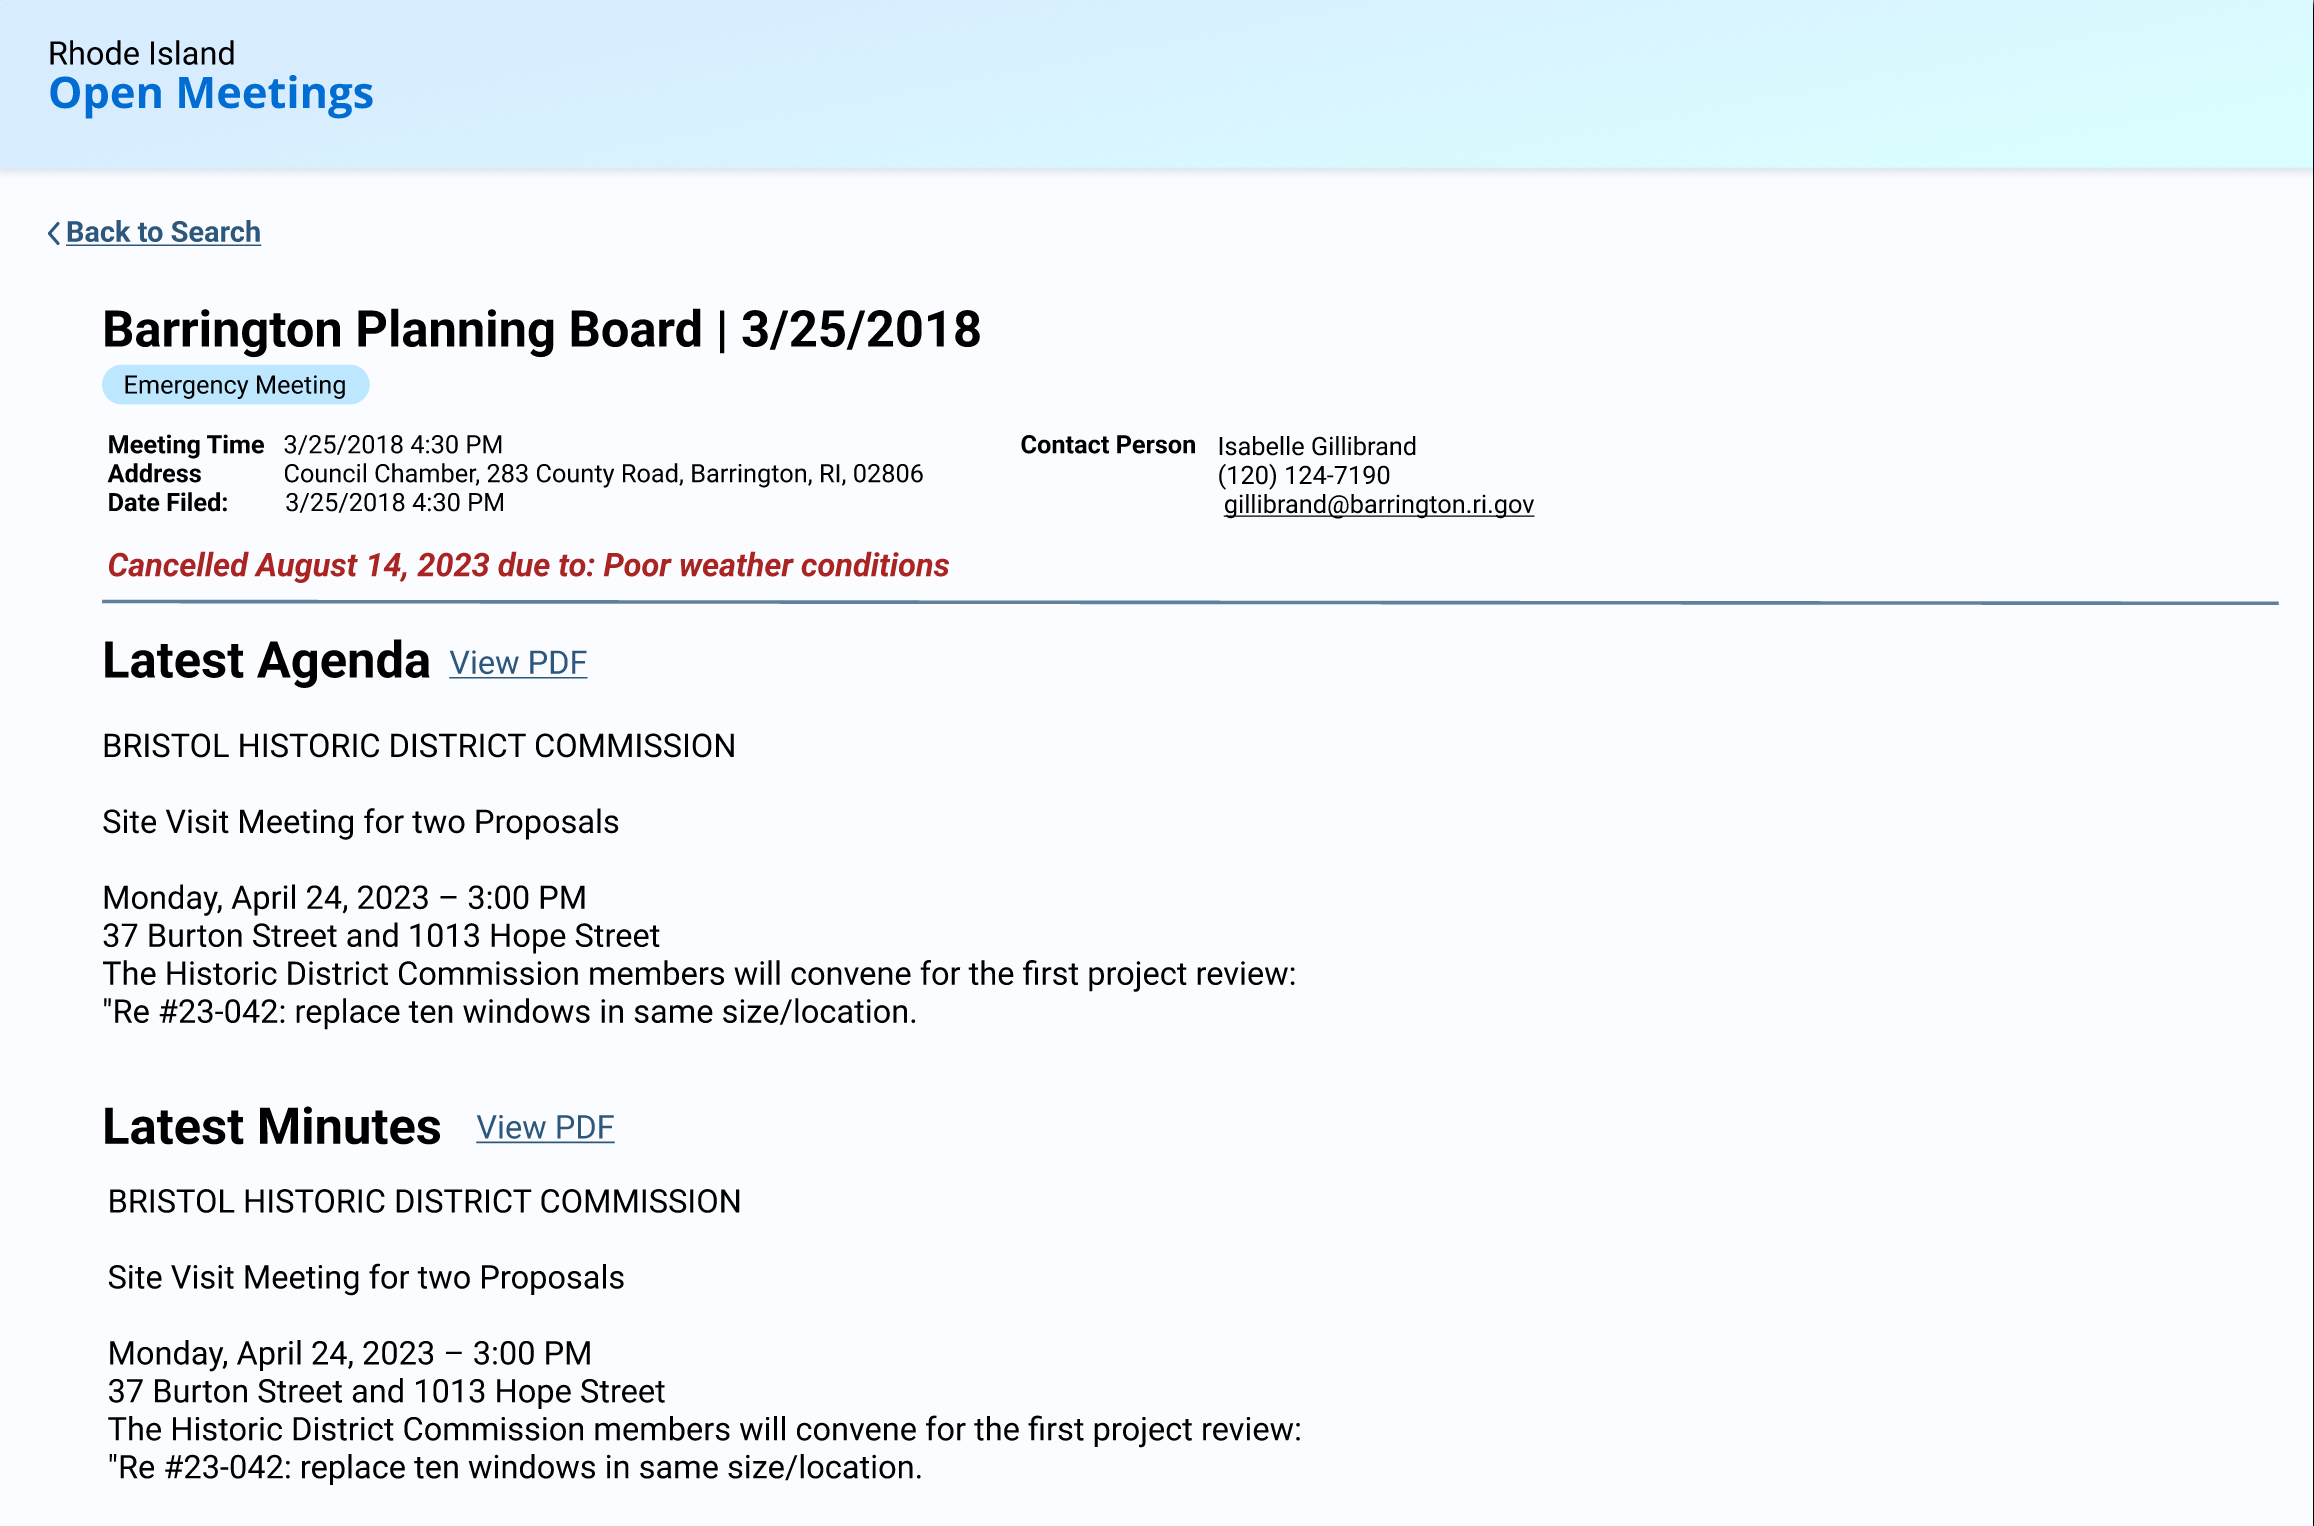 Rhode Island
Open Meetings
Back to Search
Barrington Planning Board | 3/25/2018
Emergency Meeting
Meeting Time 3/25/2018 4:30 PM
Address Council Chamber, 283 County Road, Barrington, RI, 02806
Date Filed: 3/25/2018 4:30 PM
Contact Person Isabelle Gillibrand
(120) 124-7190
gillibrand@barrington.ri.gov
Cancelled August 14, 2023 due to: Poor weather conditions
Latest Agenda View PDF
BRISTOL HISTORIC DISTRICT COMMISSION
Site Visit Meeting for two Proposals
Monday, April 24, 2023 – 3:00 PM
37 Burton Street and 1013 Hope Street
The Historic District Commission members will convene for the first project review:
"Re #23-042: replace ten windows in same size/location.
Latest Minutes View PDF
BRISTOL HISTORIC DISTRICT COMMISSION
Site Visit Meeting for two Proposals
Monday, April 24, 2023 – 3:00 PM
37 Burton Street and 1013 Hope Street
The Historic District Commission members will convene for the first project review:
"Re #23-042: replace ten windows in same size/location.